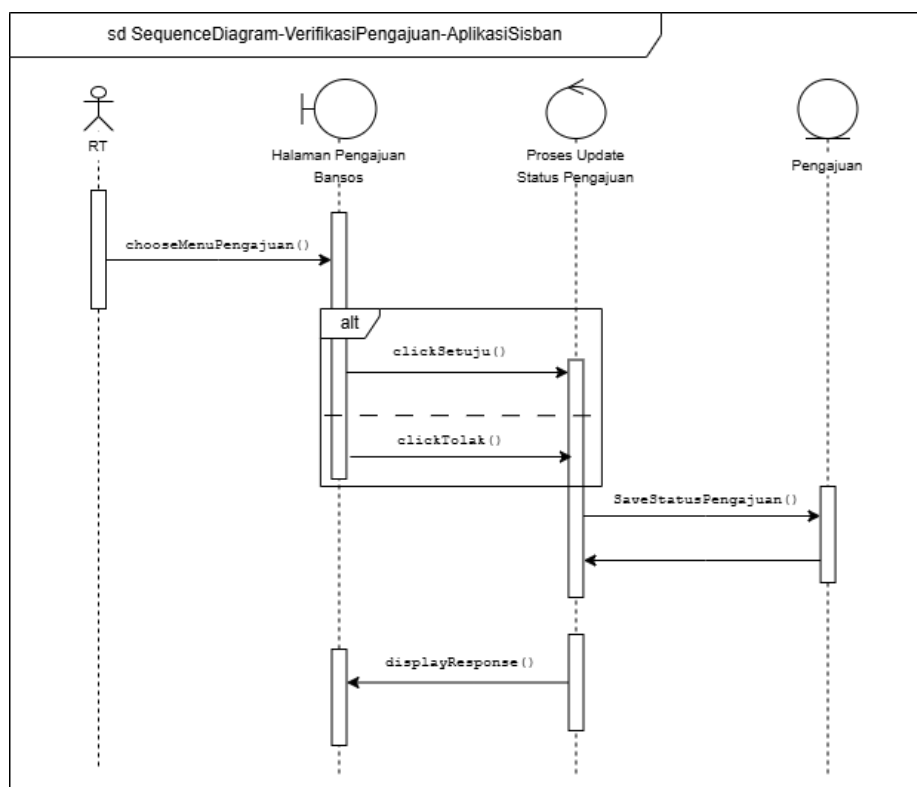 sd SequenceDiagram-VerifikasiPengajuan-AplikasiSisban
RT
Halaman Pengajuan
Bansos
Proses Update
Status Pengajuan
Pengajuan
chooseMenuPengajuan()
alt
clickSetuju()
clickTolak()
SaveStatusPengajuan()
displayResponse()